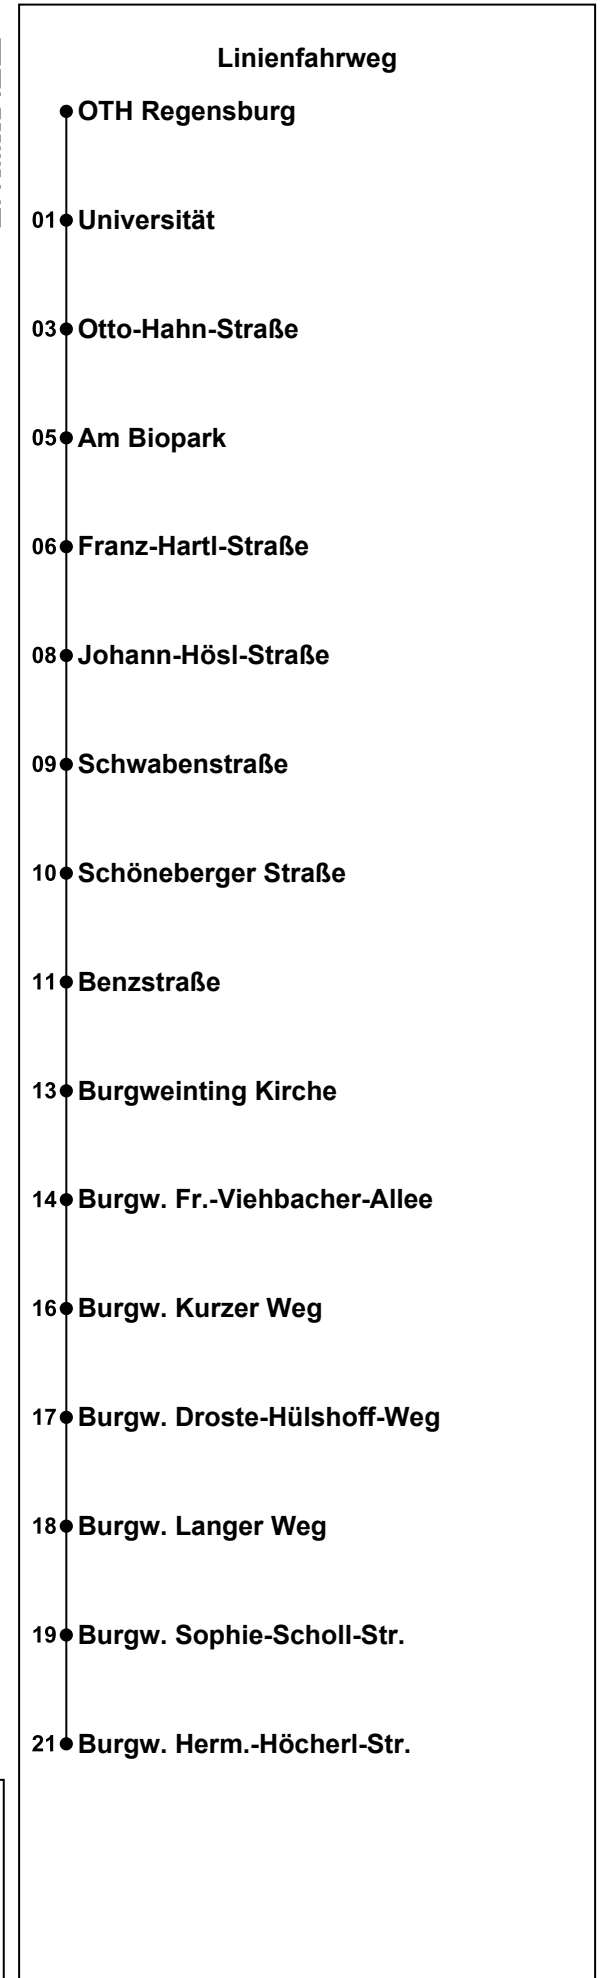 Linienfahrweg
OTH Regensburg
01 Universität
03 Otto-Hahn-Straße
05 Am Biopark
06 Franz-Hartl-Straße
08 Johann-Hösl-Straße
09 Schwabenstraße
10 Schöneberger Straße
11 Benzstraße
13 Burgweinting Kirche
14 Burgw. Fr.-Viehbacher-Allee
16 Burgw. Kurzer Weg
17 Burgw. Droste-Hülshoff-Weg
18 Burgw. Langer Weg
19 Burgw. Sophie-Scholl-Str.
21 Burgw. Herm.-Höcherl-Str.